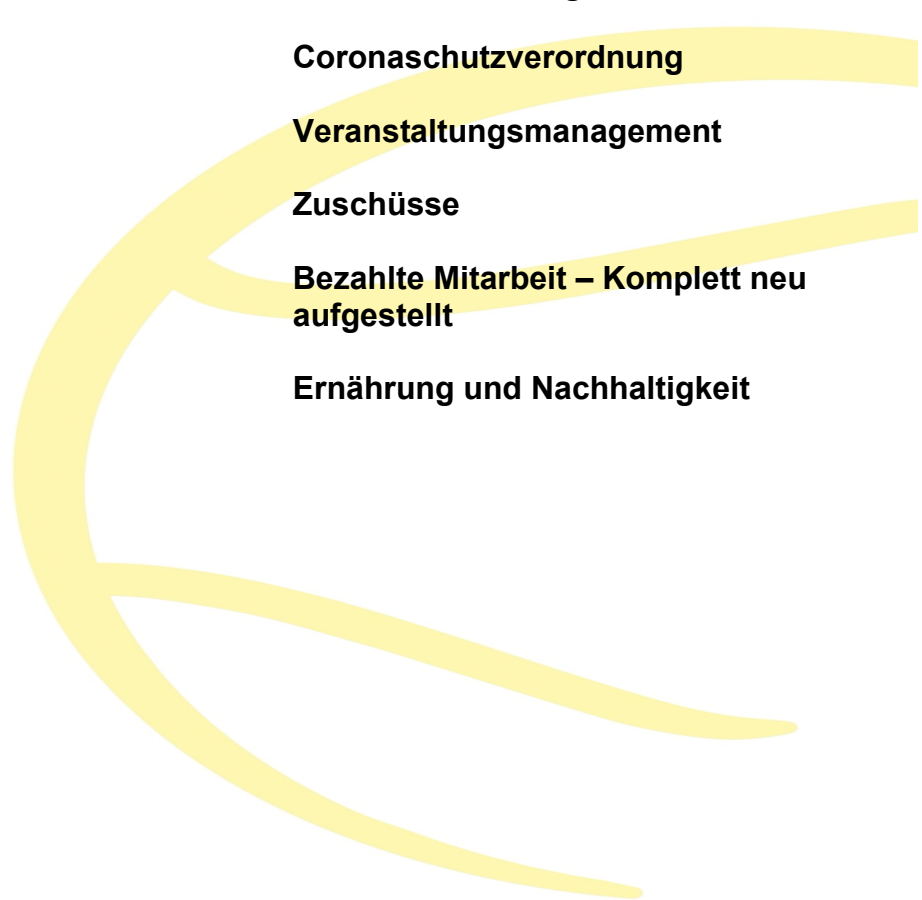 Coronaschutzverordnung
Veranstaltungsmanagement
Zuschüsse
Bezahlte Mitarbeit – Komplett neu
aufgestellt
Ernährung und Nachhaltigkeit